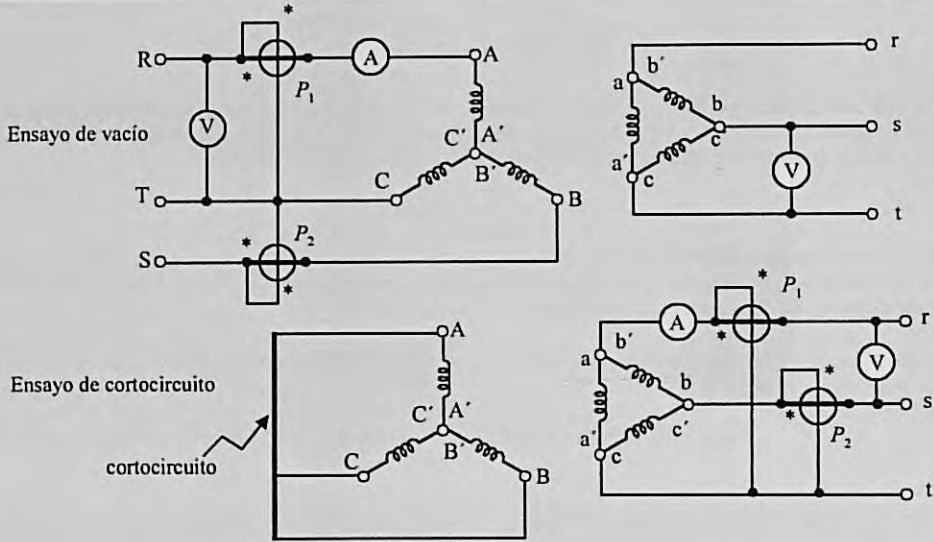 Ensayo de vacío
R
*
*
P₁
A
A
V
C'
A'
B'
C
B
T
S
*
P₂
*
r
b'
a
b
c
s
a'
c
V
t
Ensayo de cortocircuito
cortocircuito
A
C'
A'
B'
C
B
A
*
P₁
*
r
b'
a
b
c'
V
*
*
s
P₂
a'
c
t